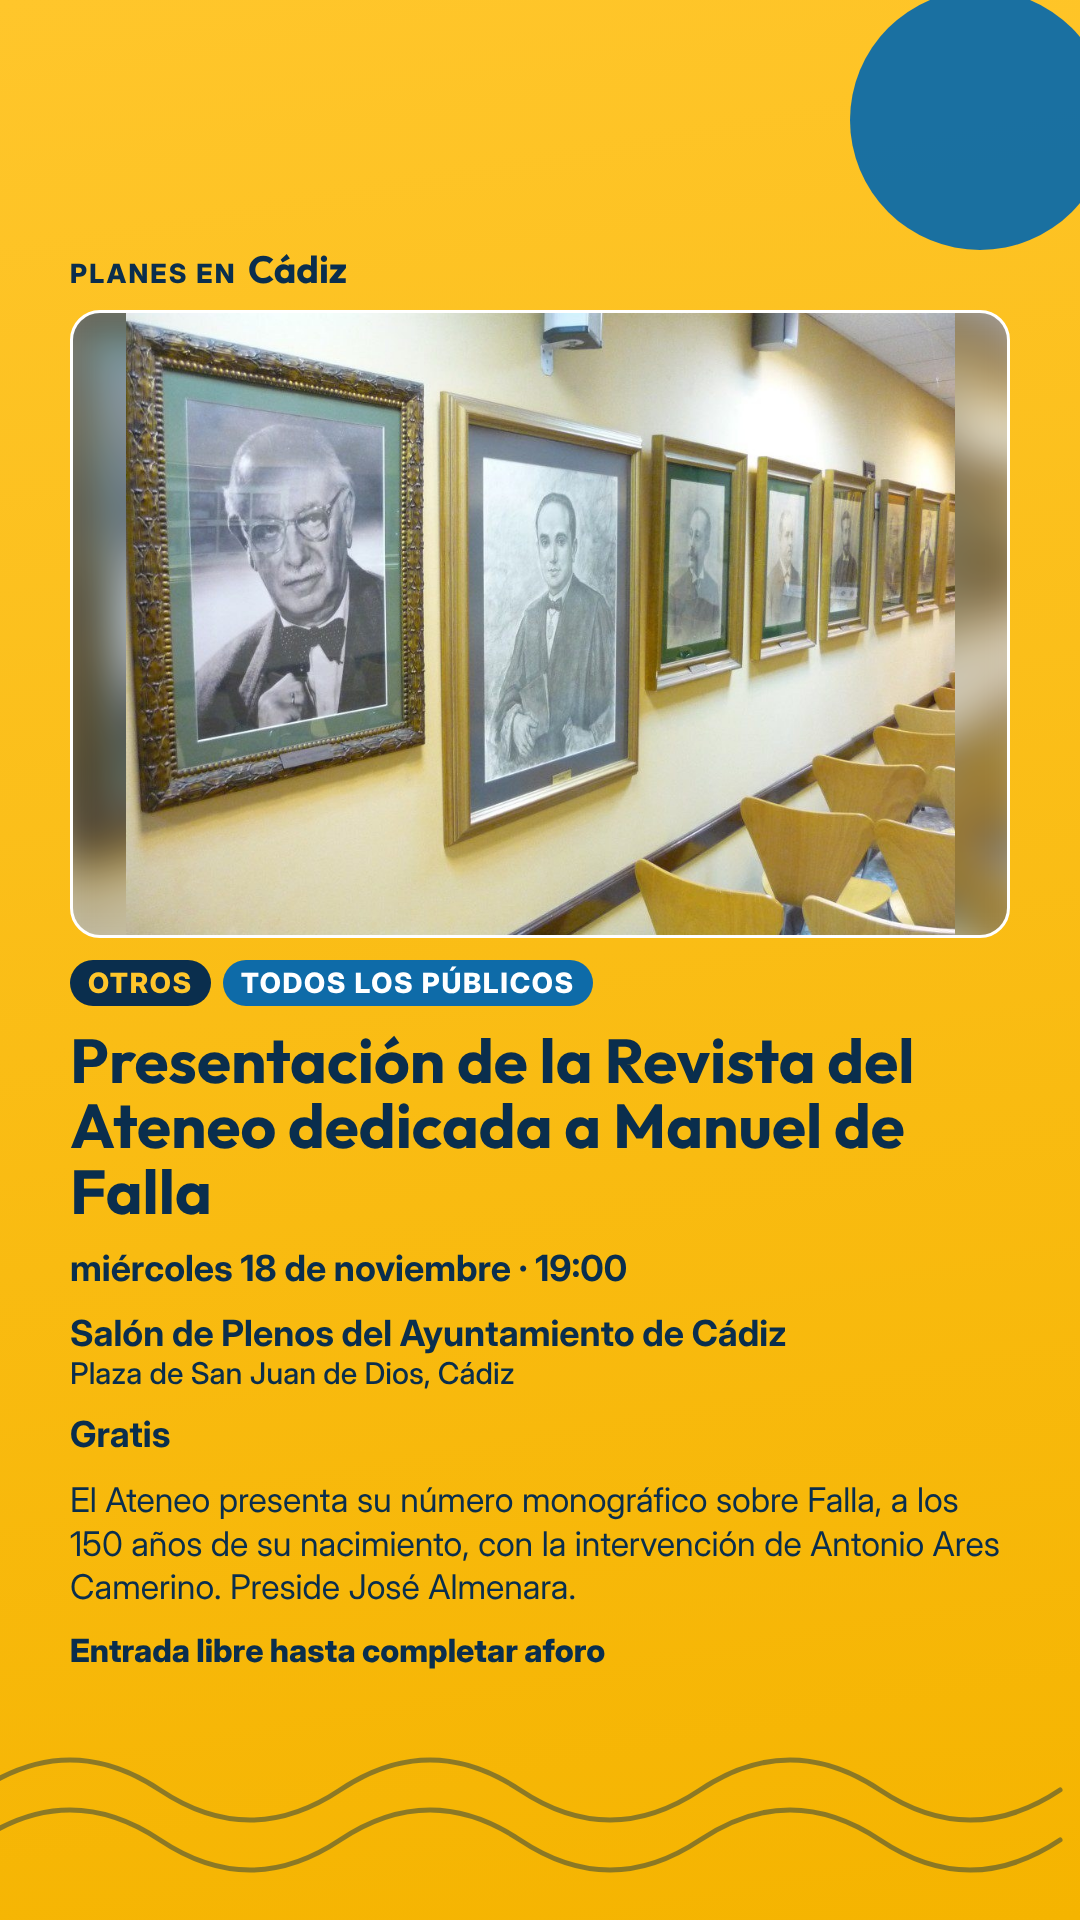 PLANES EN Cádiz
OTROS
TODOS LOS PÚBLICOS
Presentación de la Revista del
Ateneo dedicada a Manuel de
Falla
miércoles 18 de noviembre · 19:00
Salón de Plenos del Ayuntamiento de Cádiz
Plaza de San Juan de Dios, Cádiz
Gratis
El Ateneo presenta su número monográfico sobre Falla, a los
150 años de su nacimiento, con la intervención de Antonio Ares
Camerino. Preside José Almenara.
Entrada libre hasta completar aforo